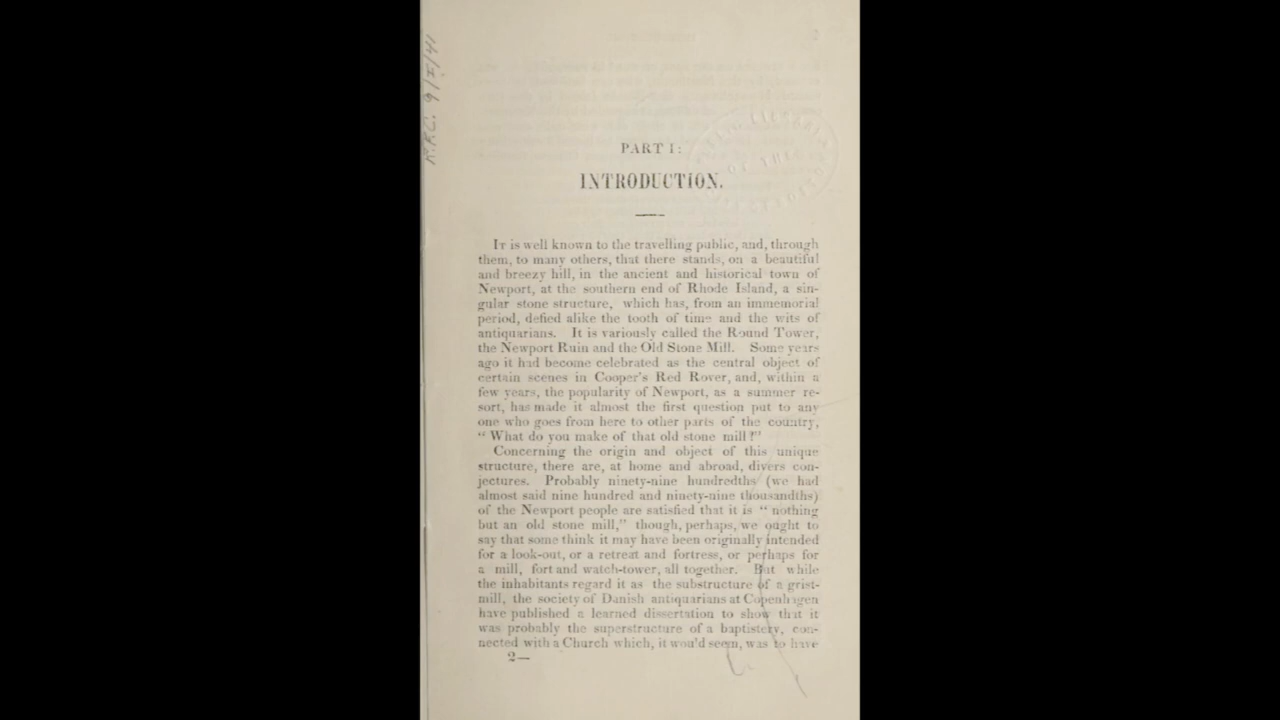 PART I:
INTRODUCTION.
It is well known to the travelling public, and, through
them, to many others, that there stands, on a beautiful
and breezy hill, in the ancient and historical town of
Newport, at the southern end of Rhode Island, a sin-
gular stone structure, which has, from an immemorial
period, defied alike the tooth of time and the wits of
antiquarians. It is variously called the Round Tower,
the Newport Ruin and the Old Stone Mill. Some years
ago it had become celebrated as the central object of
certain scenes in Cooper's Red Rover, and, within a
few years, the popularity of Newport, as a summer re-
sort, has made it almost the first question put to any
one who goes from here to other parts of the country,
" What do you make of that old stone mill?"
Concerning the origin and object of this unique
structure, there are, at home and abroad, divers con-
jectures. Probably ninety-nine hundredths (we had
almost said nine hundred and ninety-nine thousandths)
of the Newport people are satisfied that it is " nothing
but an old stone mill," though, perhaps, we ought to
say that some think it may have been originally intended
for a look-out, or a retreat and fortress, or perhaps for
a mill, fort and watch-tower, all together. But while
the inhabitants regard it as the substructure of a grist-
mill, the society of Danish antiquarians at Copenhagen
have published a learned dissertation to show that it
was probably the superstructure of a baptistery, con-
nected with a Church which, it wou'd seem, was to have
2—